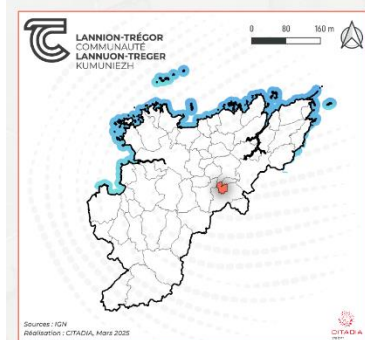 LANNION-TRÉGOR
COMMUNAUTÉ
LANNUON-TREGER
KUMUNIEZH
0 80 160 m
Sources : IGN
Réalisation : CITADIA, Mars 2025
CITADIA